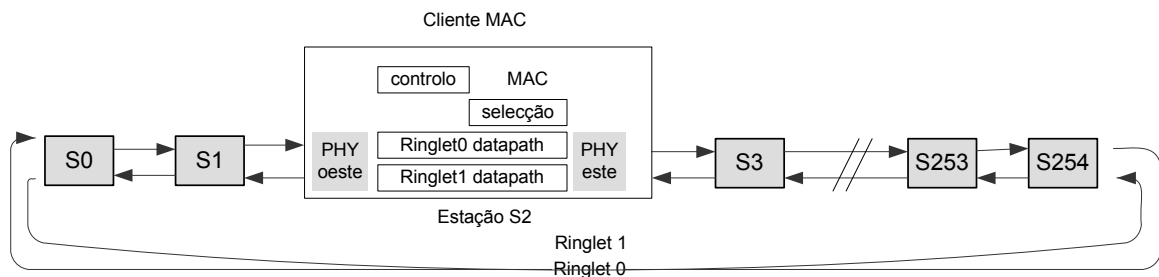 Cliente MAC
controlo
MAC
selecção
S0
S1
PHY
oeste
Ringlet0 datapath
Ringlet1 datapath
PHY
este
S3
S253
S254
Estação S2
Ringlet 1
Ringlet 0